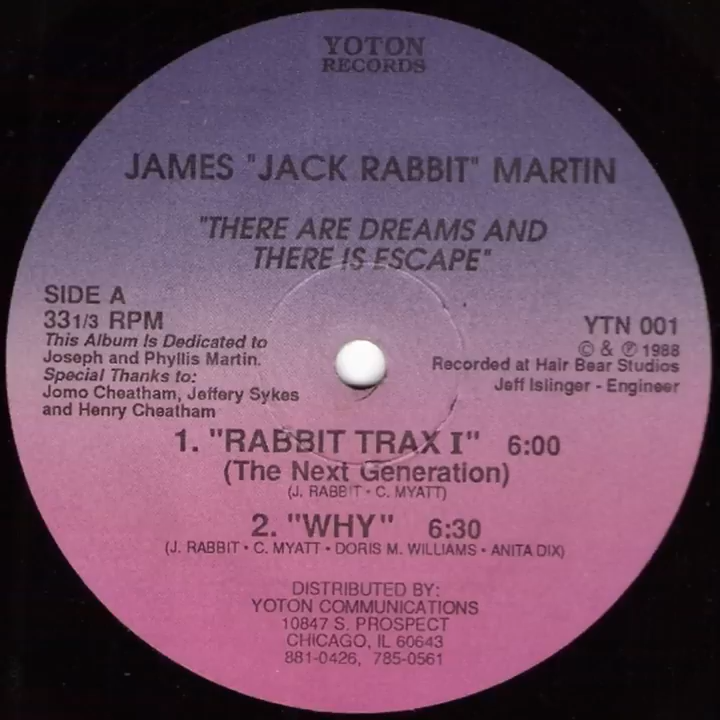 YOTON
RECORDS
JAMES "JACK RABBIT" MARTIN
"THERE ARE DREAMS AND
THERE IS ESCAPE"
SIDE A
33 1/3 RPM
This Album Is Dedicated to
Joseph and Phyllis Martin.
Special Thanks to:
Jomo Cheatham, Jeffery Sykes
and Henry Cheatham
YTN 001
© & ℗ 1988
Recorded at Hair Bear Studios
Jeff Islinger - Engineer
1. "RABBIT TRAX I" 6:00
(The Next Generation)
(J. RABBIT • C. MYATT)
2. "WHY" 6:30
(J. RABBIT • C. MYATT • DORIS M. WILLIAMS • ANITA DIX)
DISTRIBUTED BY:
YOTON COMMUNICATIONS
10847 S. PROSPECT
CHICAGO, IL 60643
881-0426, 785-0561